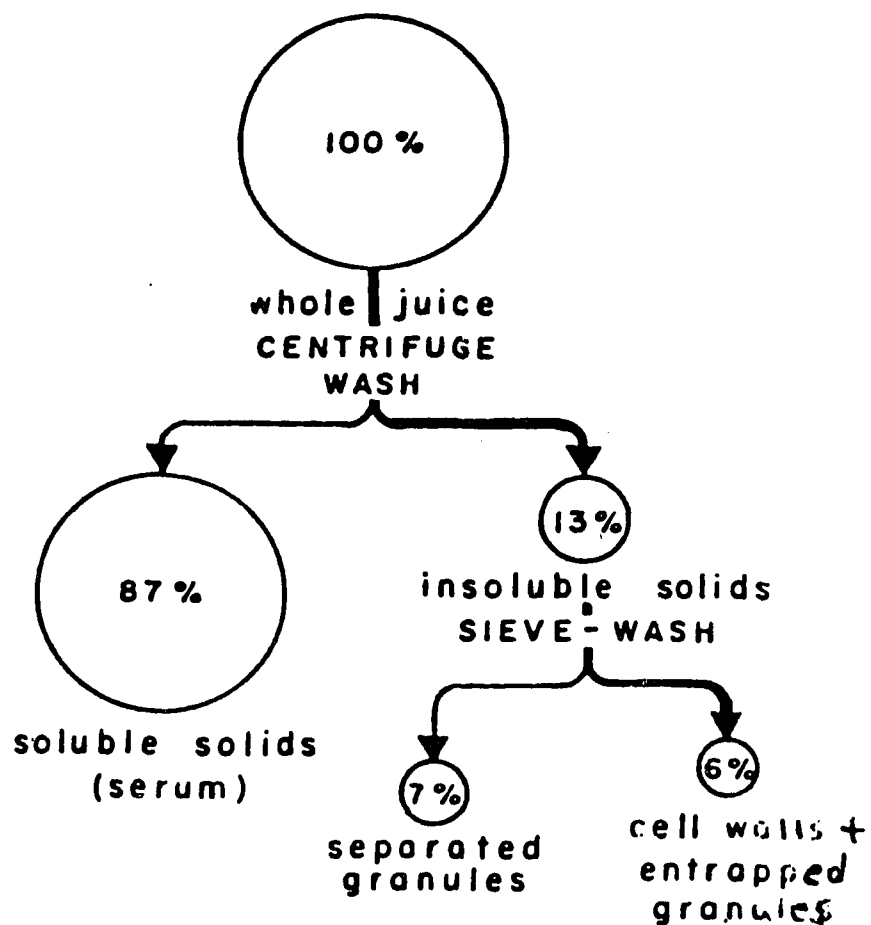 100%
whole juice
CENTRIFUGE
WASH
87%
soluble solids
(serum)
13%
insoluble solids
SIEVE-WASH
7%
separated
granules
6%
cell walls +
entrapped
granules